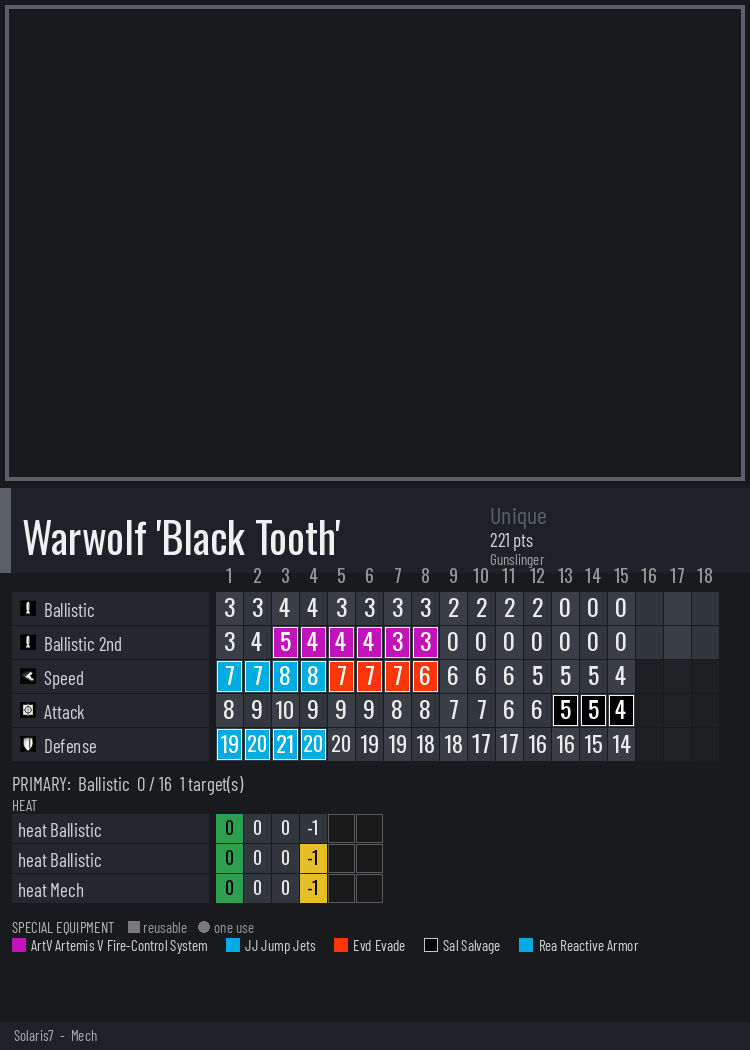 Warwolf 'Black Tooth'
Unique
221 pts
Gunslinger
1 2 3 4 5 6 7 8 9 10 11 12 13 14 15 16 17 18
Ballistic 3 3 4 4 3 3 3 3 2 2 2 2 0 0 0
Ballistic 2nd 3 4 5 4 4 4 3 3 0 0 0 0 0 0 0
Speed 7 7 8 8 7 7 7 6 6 6 6 5 5 5 4
Attack 8 9 10 9 9 9 8 8 7 7 6 6 5 5 4
Defense 19 20 21 20 20 19 19 18 18 17 17 16 16 15 14
PRIMARY: Ballistic 0 / 16 1 target(s)
HEAT
heat Ballistic 0 0 0 -1
heat Ballistic 0 0 0 -1
heat Mech 0 0 0 -1
SPECIAL EQUIPMENT reusable one use
ArtV Artemis V Fire-Control System JJ Jump Jets Evd Evade Sal Salvage Rea Reactive Armor
Solaris7 - Mech